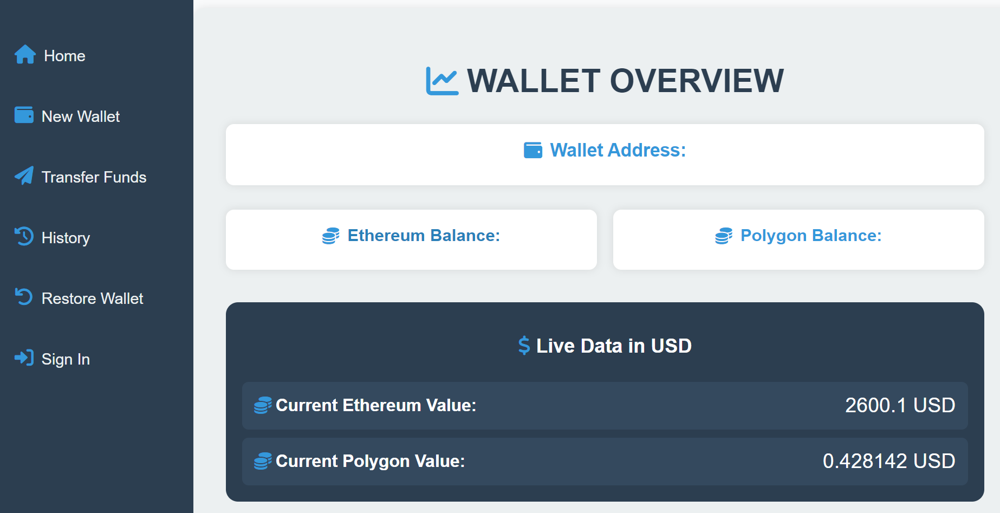 Home
New Wallet
Transfer Funds
History
Restore Wallet
Sign In
WALLET OVERVIEW
Wallet Address:
Ethereum Balance:
Polygon Balance:
Live Data in USD
Current Ethereum Value: 2600.1 USD
Current Polygon Value: 0.428142 USD